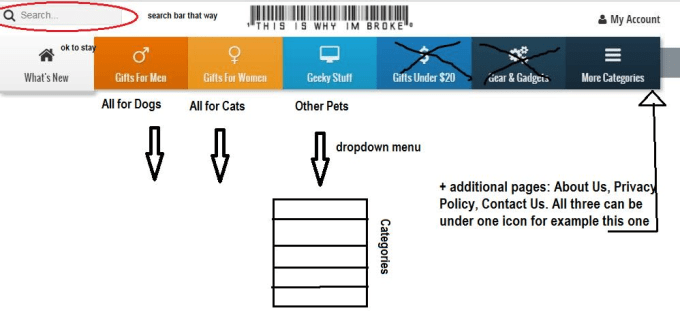 Search...
search bar that way
THIS IS WHY IM BROKE
My Account
ok to stay
What's New
Gifts For Men
Gifts For Women
Geeky Stuff
Gifts Under $20
Gear & Gadgets
More Categories
All for Dogs
All for Cats
Other Pets
dropdown menu
+ additional pages: About Us, Privacy
Policy, Contact Us. All three can be
under one icon for example this one
Categories